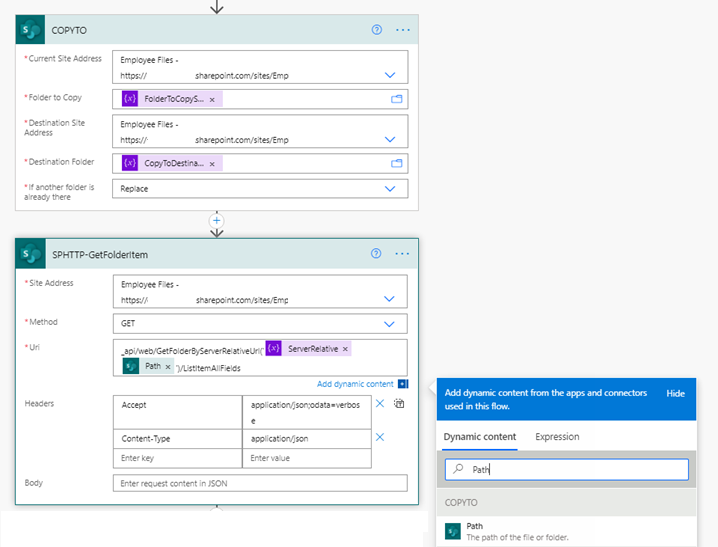 COPYTO
* Current Site Address
Employee Files -
https:// sharepoint.com/sites/Emp
* Folder to Copy
{x} FolderToCopyS... ×
* Destination Site
Address
Employee Files -
https:// sharepoint.com/sites/Emp
* Destination Folder
{x} CopyToDestina... ×
* If another folder is
already there
Replace
SPHTTP-GetFolderItem
* Site Address
Employee Files -
https:// sharepoint.com/sites/Emp
* Method
GET
* Uri
_api/web/GetFolderByServerRelativeUrl(' {x} ServerRelative ×
Path × ')/ListItemAllFields
Add dynamic content
Headers
Accept
application/json;odata=verbos
e
Content-Type
application/json
Enter key
Enter value
Body
Enter request content in JSON
Add dynamic content from the apps and connectors
used in this flow.
Hide
Dynamic content
Expression
Path
COPYTO
Path
The path of the file or folder.